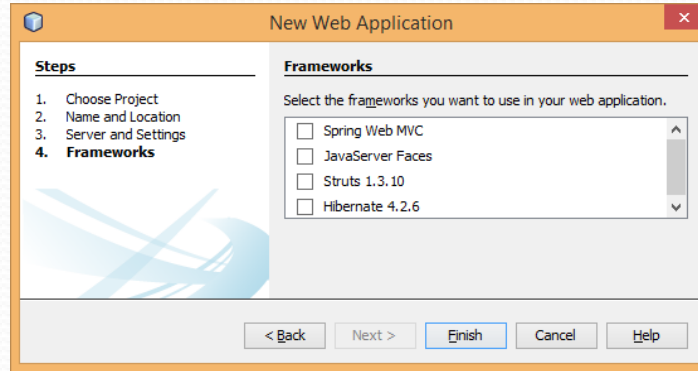 New Web Application
Steps
1. Choose Project
2. Name and Location
3. Server and Settings
4. Frameworks
Frameworks
Select the frameworks you want to use in your web application.
Spring Web MVC
JavaServer Faces
Struts 1.3.10
Hibernate 4.2.6
< Back Next > Finish Cancel Help